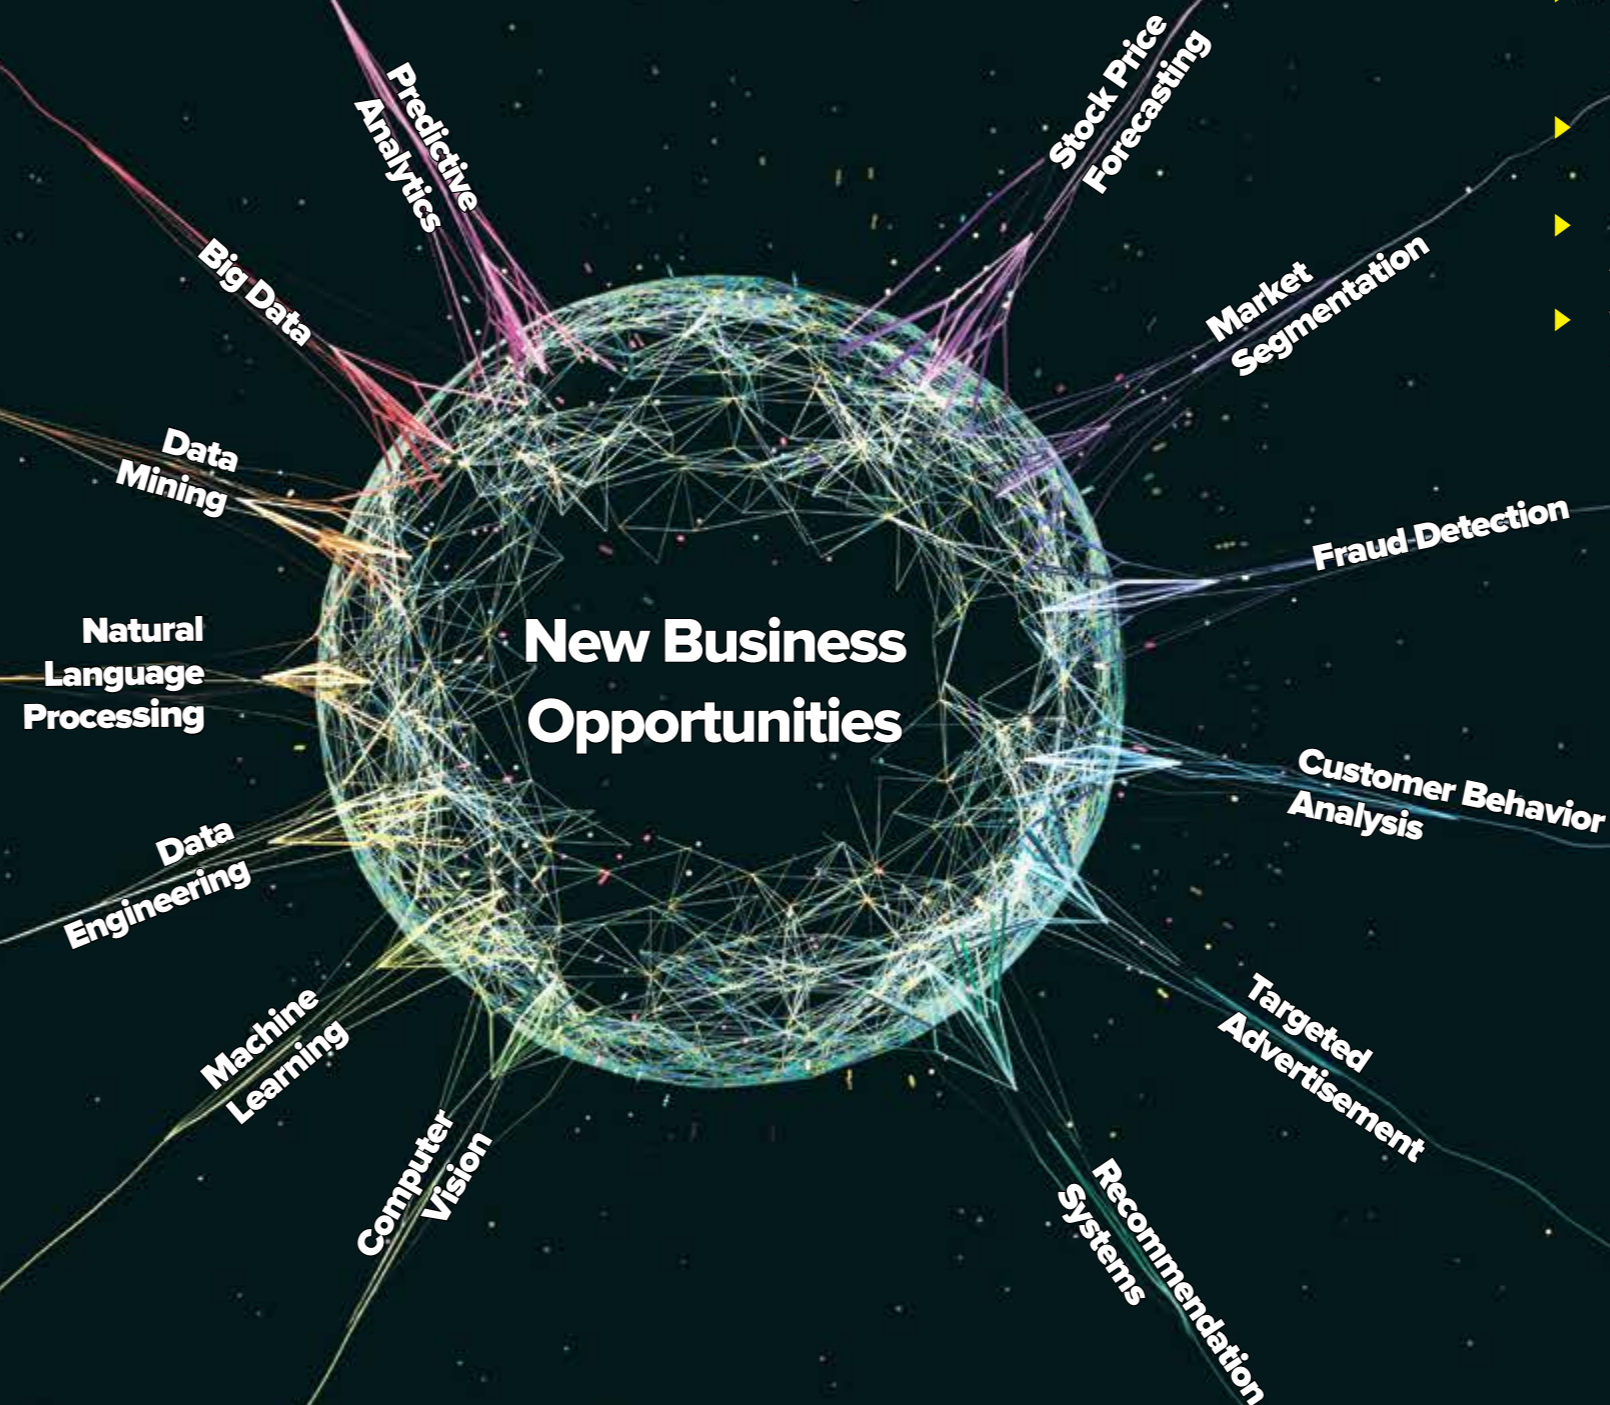 Predictive
Analytics
Big Data
Data
Mining
Natural
Language
Processing
Data
Engineering
Machine
Learning
Computer
Vision
New Business
Opportunities
Stock Price
Forecasting
Market
Segmentation
Fraud Detection
Customer Behavior
Analysis
Targeted
Advertisement
Recommendation
Systems